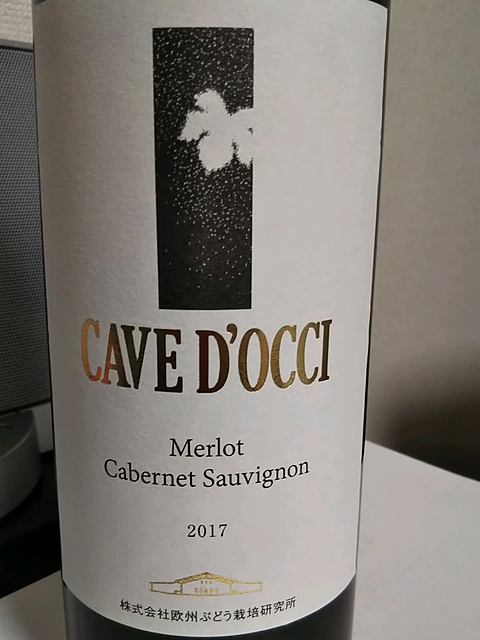 CAVE D'OCCI
Merlot
Cabernet Sauvignon
2017
株式会社欧州ぶどう栽培研究所